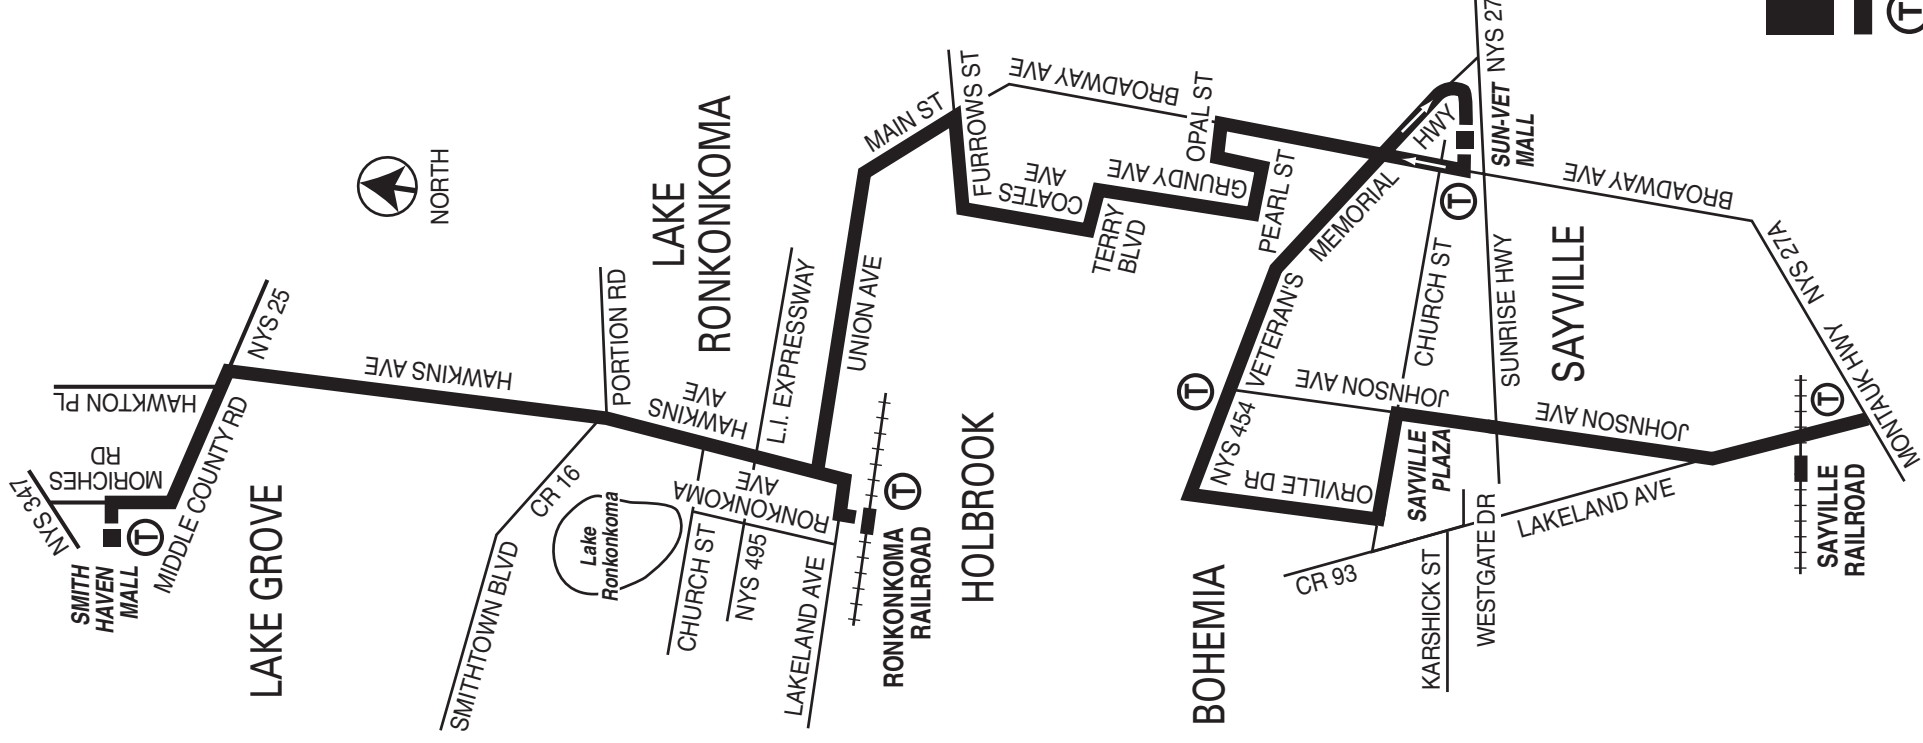 NYS 347
MORICHES
RD
HAWKTON PL
NYS 25
SMITH
HAVEN
MALL
T
MIDDLE COUNTY RD
LAKE GROVE
HAWKINS AVE
NORTH
SMITHTOWN BLVD
CR 16
PORTION RD
LAKE
RONKONKOMA
Lake
Ronkonkoma
HAWKINS
AVE
L.I. EXPRESSWAY
CHURCH ST
NYS 495
RONKONKOMA
AVE
LAKELAND AVE
UNION AVE
MAIN ST
RONKONKOMA
RAILROAD
T
HOLBROOK
FURROWS ST
BROADWAY AVE
COATES
AVE
TERRY
BLVD
GRUNDY AVE
OPAL ST
PEARL ST
BOHEMIA
T
NYS 454
VETERAN'S
MEMORIAL
HWY
ORVILLE DR
JOHNSON AVE
CR 93
CHURCH ST
SAYVILLE
PLAZA
KARSHICK ST
WESTGATE DR
SUNRISE HWY
NYS 27
T
SUN-VET
MALL
SAYVILLE
LAKELAND AVE
JOHNSON AVE
BROADWAY AVE
NYS 27A
MONTAUK HWY
T
SAYVILLE
RAILROAD
T